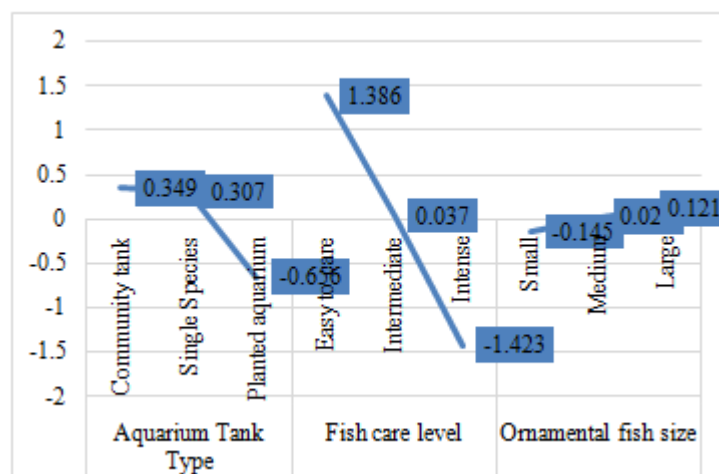 2
1.5
1
0.5
0
-0.5
-1
-1.5
-2
0.349
0.307
-0.656
1.386
0.037
-1.423
-0.145
0.02
0.121
Community tank
Single Species
Planted aquarium
Easy to care
Intermediate
Intense
Small
Medium
Large
Aquarium Tank
Type
Fish care level
Ornamental fish size